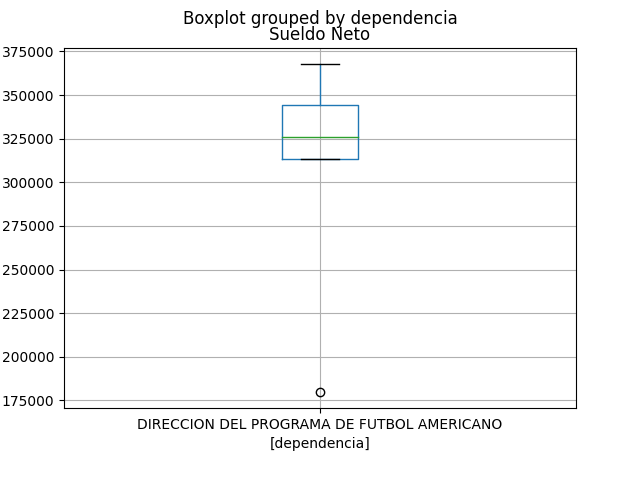 Boxplot grouped by dependencia
Sueldo Neto
375000
350000
325000
300000
275000
250000
225000
200000
175000
DIRECCION DEL PROGRAMA DE FUTBOL AMERICANO
[dependencia]